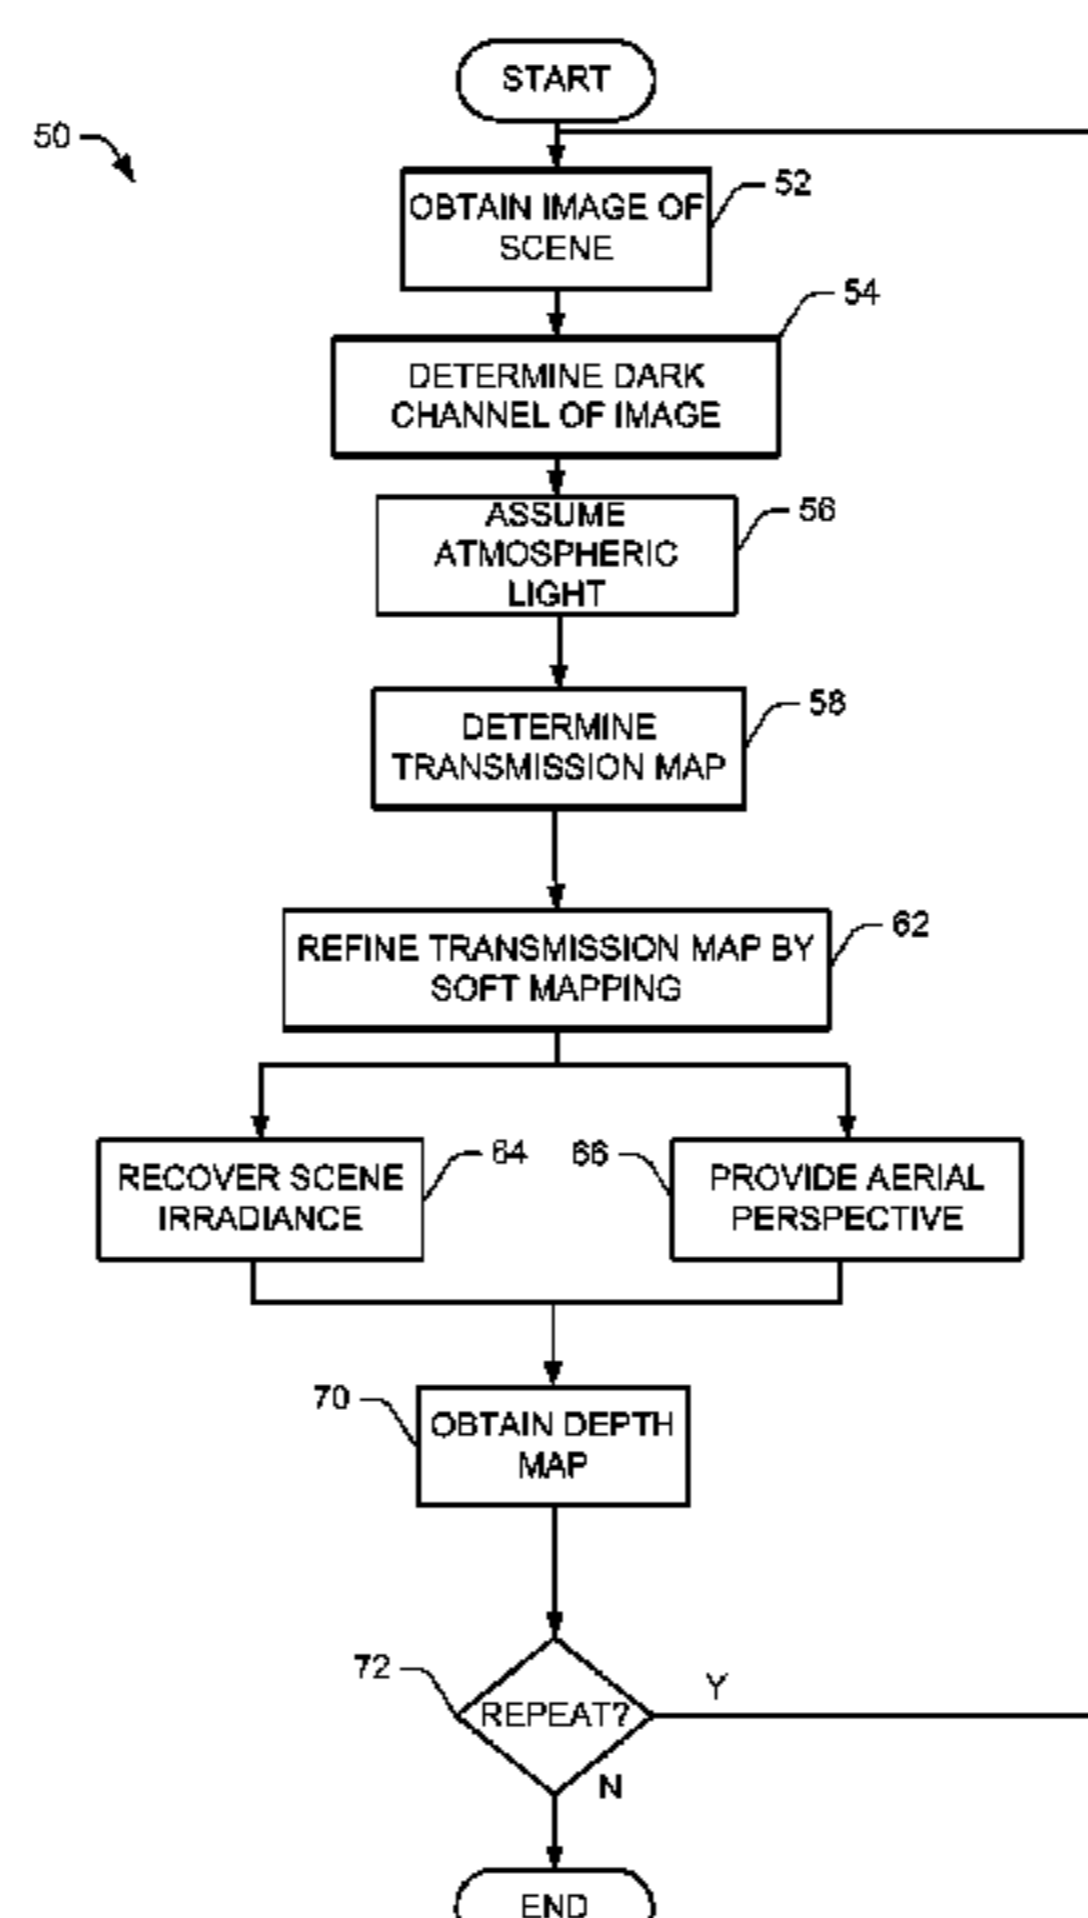 START
50
52
OBTAIN IMAGE OF
SCENE
54
DETERMINE DARK
CHANNEL OF IMAGE
56
ASSUME
ATMOSPHERIC
LIGHT
58
DETERMINE
TRANSMISSION MAP
62
REFINE TRANSMISSION MAP BY
SOFT MAPPING
64
RECOVER SCENE
IRRADIANCE
66
PROVIDE AERIAL
PERSPECTIVE
70
OBTAIN DEPTH
MAP
72
REPEAT?
Y
N
END